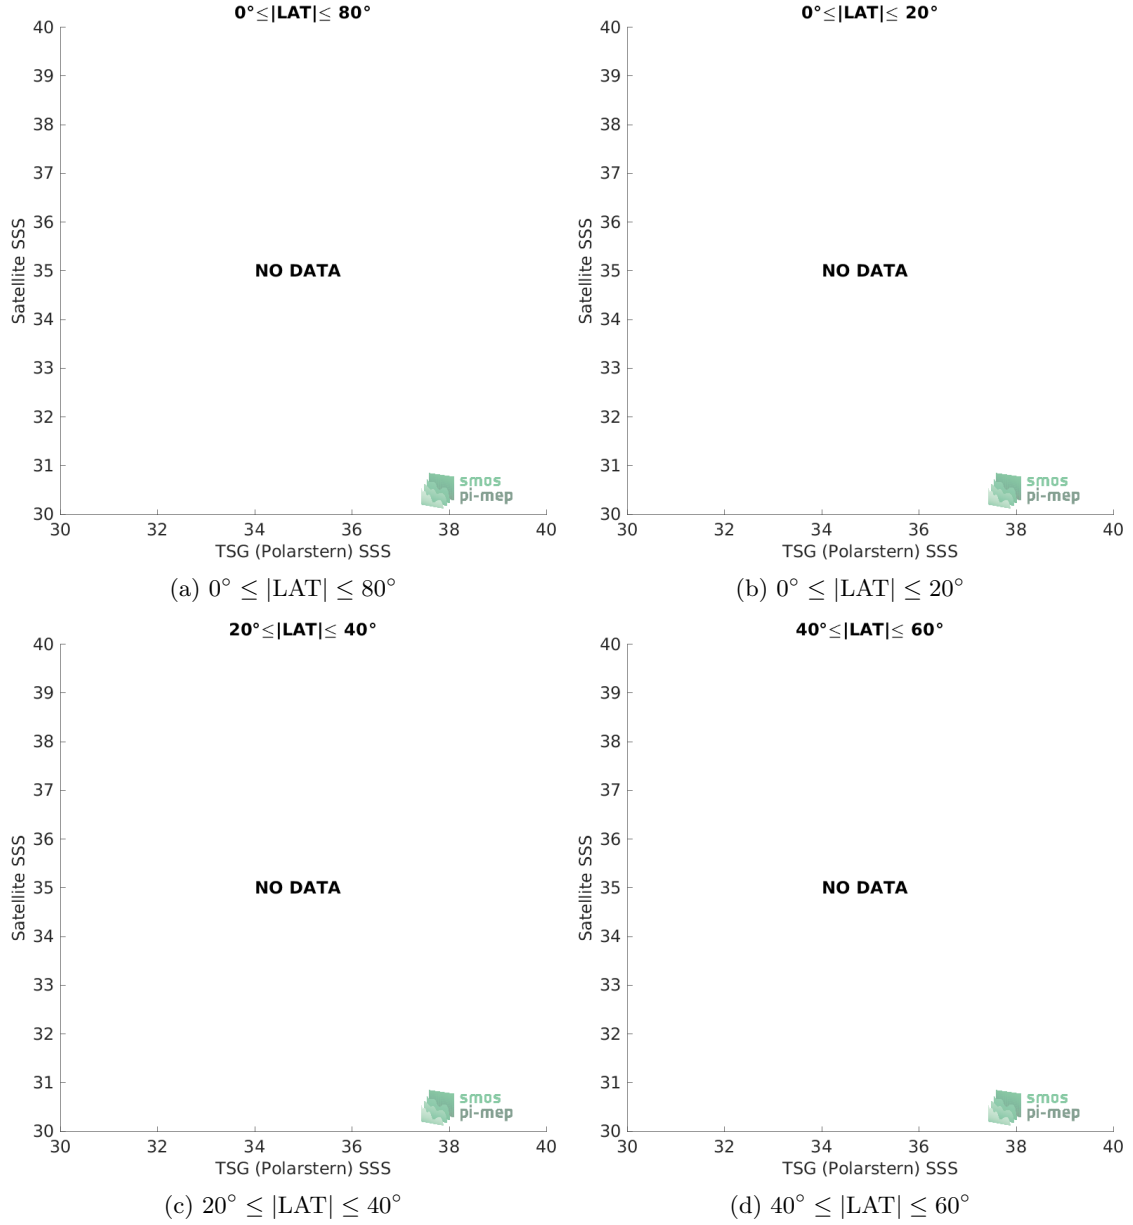 0°≤|LAT|≤ 80°
40
39
38
37
36
35
34
33
32
31
30
Satellite SSS
NO DATA
smos
pi-mep
30 32 34 36 38 40
TSG (Polarstern) SSS
(a) 0° ≤ |LAT| ≤ 80°
0°≤|LAT|≤ 20°
40
39
38
37
36
35
34
33
32
31
30
Satellite SSS
NO DATA
smos
pi-mep
30 32 34 36 38 40
TSG (Polarstern) SSS
(b) 0° ≤ |LAT| ≤ 20°
20°≤|LAT|≤ 40°
40
39
38
37
36
35
34
33
32
31
30
Satellite SSS
NO DATA
smos
pi-mep
30 32 34 36 38 40
TSG (Polarstern) SSS
(c) 20° ≤ |LAT| ≤ 40°
40°≤|LAT|≤ 60°
40
39
38
37
36
35
34
33
32
31
30
Satellite SSS
NO DATA
smos
pi-mep
30 32 34 36 38 40
TSG (Polarstern) SSS
(d) 40° ≤ |LAT| ≤ 60°